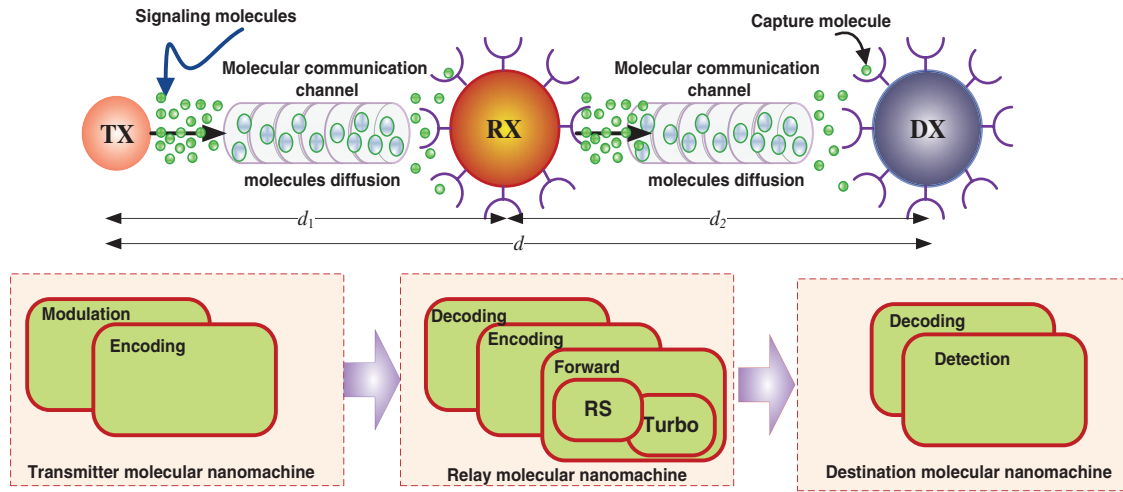 Signaling molecules
Capture molecule
Molecular communication
channel
Molecular communication
channel
TX
RX
DX
molecules diffusion
molecules diffusion
d1
d2
d
Modulation
Encoding
Transmitter molecular nanomachine
Decoding
Encoding
Forward
RS
Turbo
Relay molecular nanomachine
Decoding
Detection
Destination molecular nanomachine